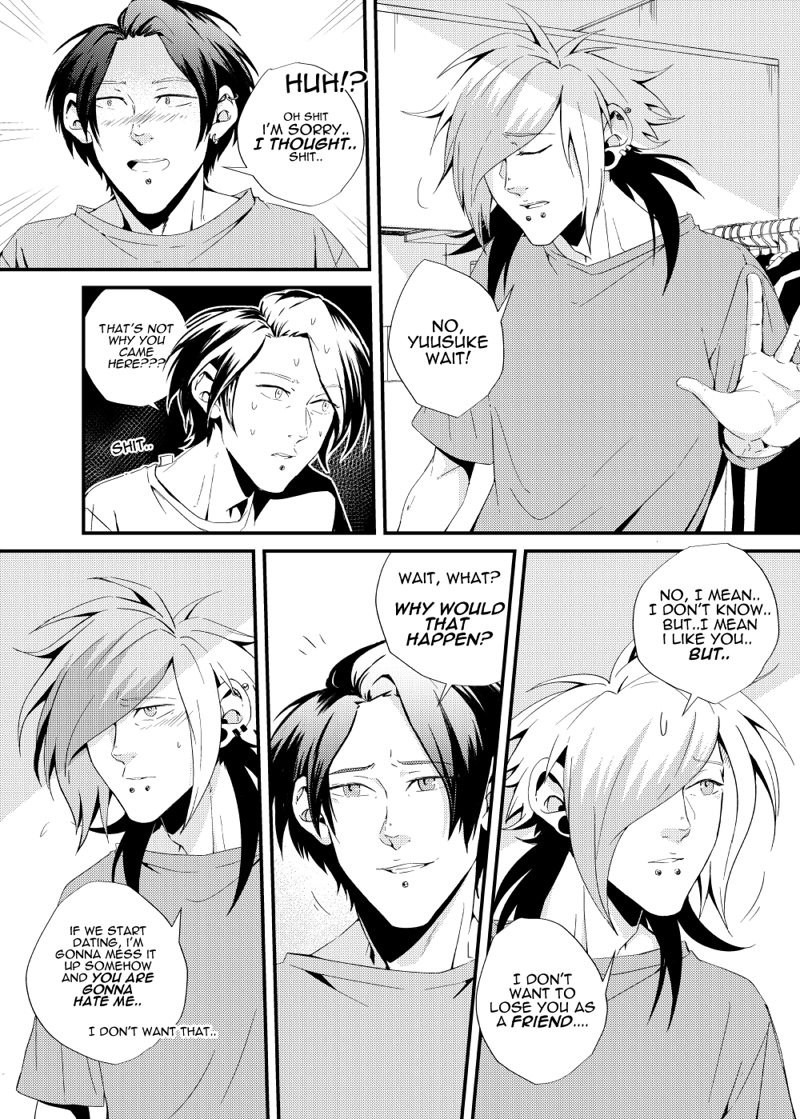 NO,
YUUSUKE
WAIT!
HUH!?
OH SHIT
I'M SORRY..
I THOUGHT..
SHIT..
THAT'S NOT
WHY YOU
CAME
HERE???
SHIT..
NO, I MEAN..
I DON'T KNOW..
BUT..I MEAN
I LIKE YOU..
BUT..
I DON'T
WANT TO
LOSE YOU AS
A FRIEND....
WAIT, WHAT?
WHY WOULD
THAT
HAPPEN?
IF WE START
DATING, I'M
GONNA MESS IT
UP SOMEHOW
AND YOU ARE
GONNA
HATE ME..
I DON'T WANT THAT..